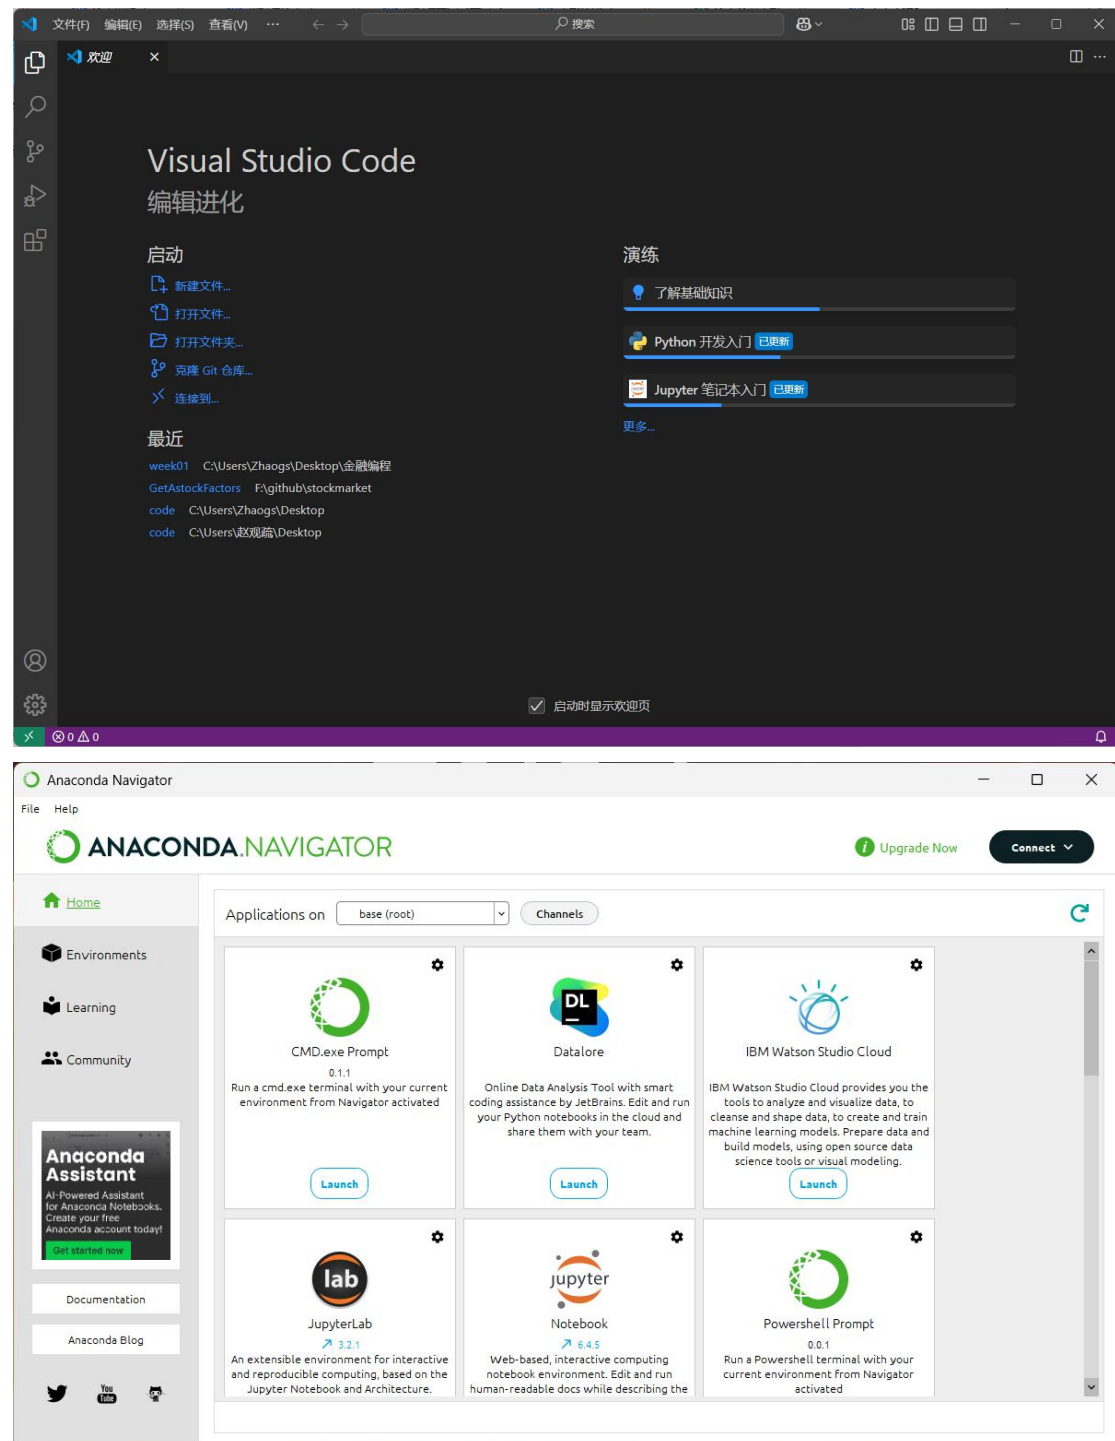 文件(F) 编辑(E) 选择(S) 查看(V) ··· 搜索
欢迎
Visual Studio Code
编辑进化
启动
新建文件...
打开文件...
打开文件夹...
克隆 Git 仓库...
连接到...
最近
week01 C:\Users\Zhaogs\Desktop\金融编程
GetAstockFactors F:\github\stockmarket
code C:\Users\Zhaogs\Desktop
code C:\Users\赵观疏\Desktop
演练
了解基础知识
Python 开发入门 已更新
Jupyter 笔记本入门 已更新
更多...
启动时显示欢迎页
0 0
Anaconda Navigator
File Help
ANACONDA.NAVIGATOR
Upgrade Now
Connect
Home
Environments
Learning
Community
Anaconda
Assistant
AI-Powered Assistant
for Anaconda Notebooks.
Create your free
Anaconda account today!
Get started now
Documentation
Anaconda Blog
You
Tube
Applications on base (root) Channels
CMD.exe Prompt
0.1.1
Run a cmd.exe terminal with your current
environment from Navigator activated
Launch
DL
Datalore
Online Data Analysis Tool with smart
coding assistance by JetBrains. Edit and run
your Python notebooks in the cloud and
share them with your team.
Launch
IBM Watson Studio Cloud
IBM Watson Studio Cloud provides you the
tools to analyze and visualize data, to
cleanse and shape data, to create and train
machine learning models. Prepare data and
build models, using open source data
science tools or visual modeling.
Launch
lab
JupyterLab
3.2.1
An extensible environment for interactive
and reproducible computing, based on the
Jupyter Notebook and Architecture.
jupyter
Notebook
6.4.5
Web-based, interactive computing
notebook environment. Edit and run
human-readable docs while describing the
Powershell Prompt
0.0.1
Run a Powershell terminal with your
current environment from Navigator
activated